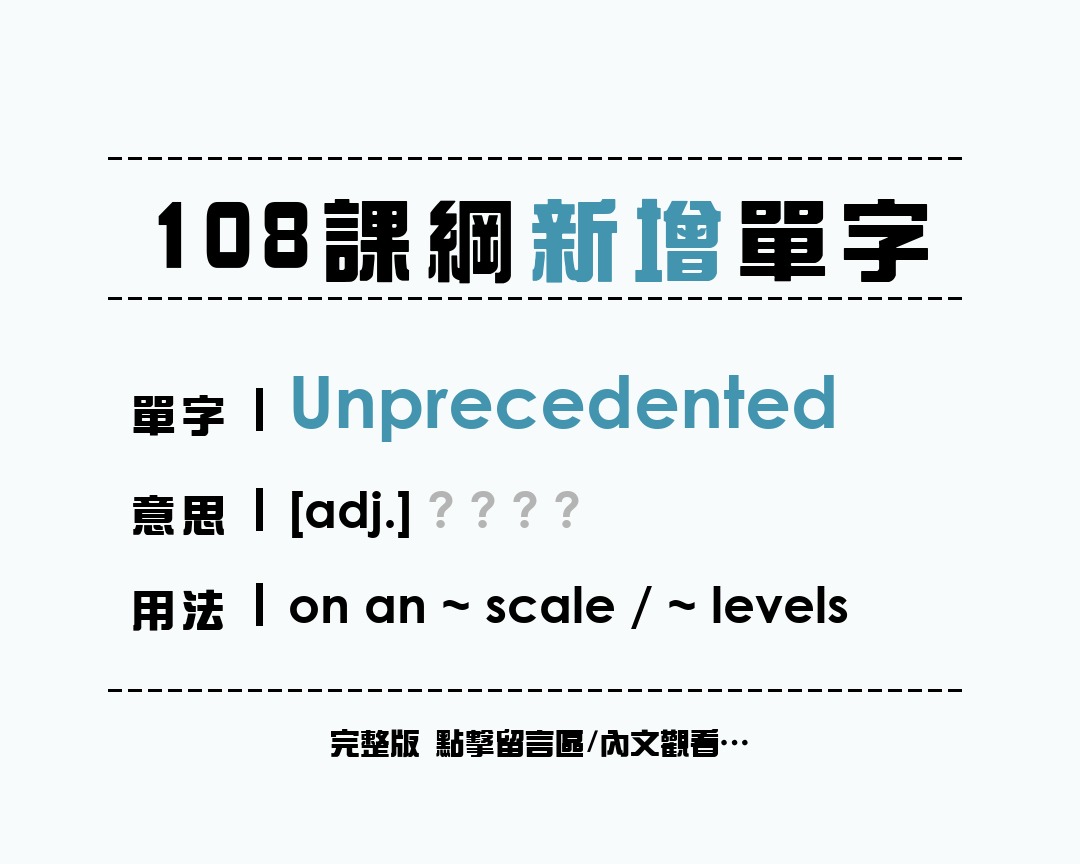 108課綱新增單字
單字 | Unprecedented
意思 | [adj.] ? ? ? ?
用法 | on an ~ scale / ~ levels
完整版 點擊留言區/內文觀看…